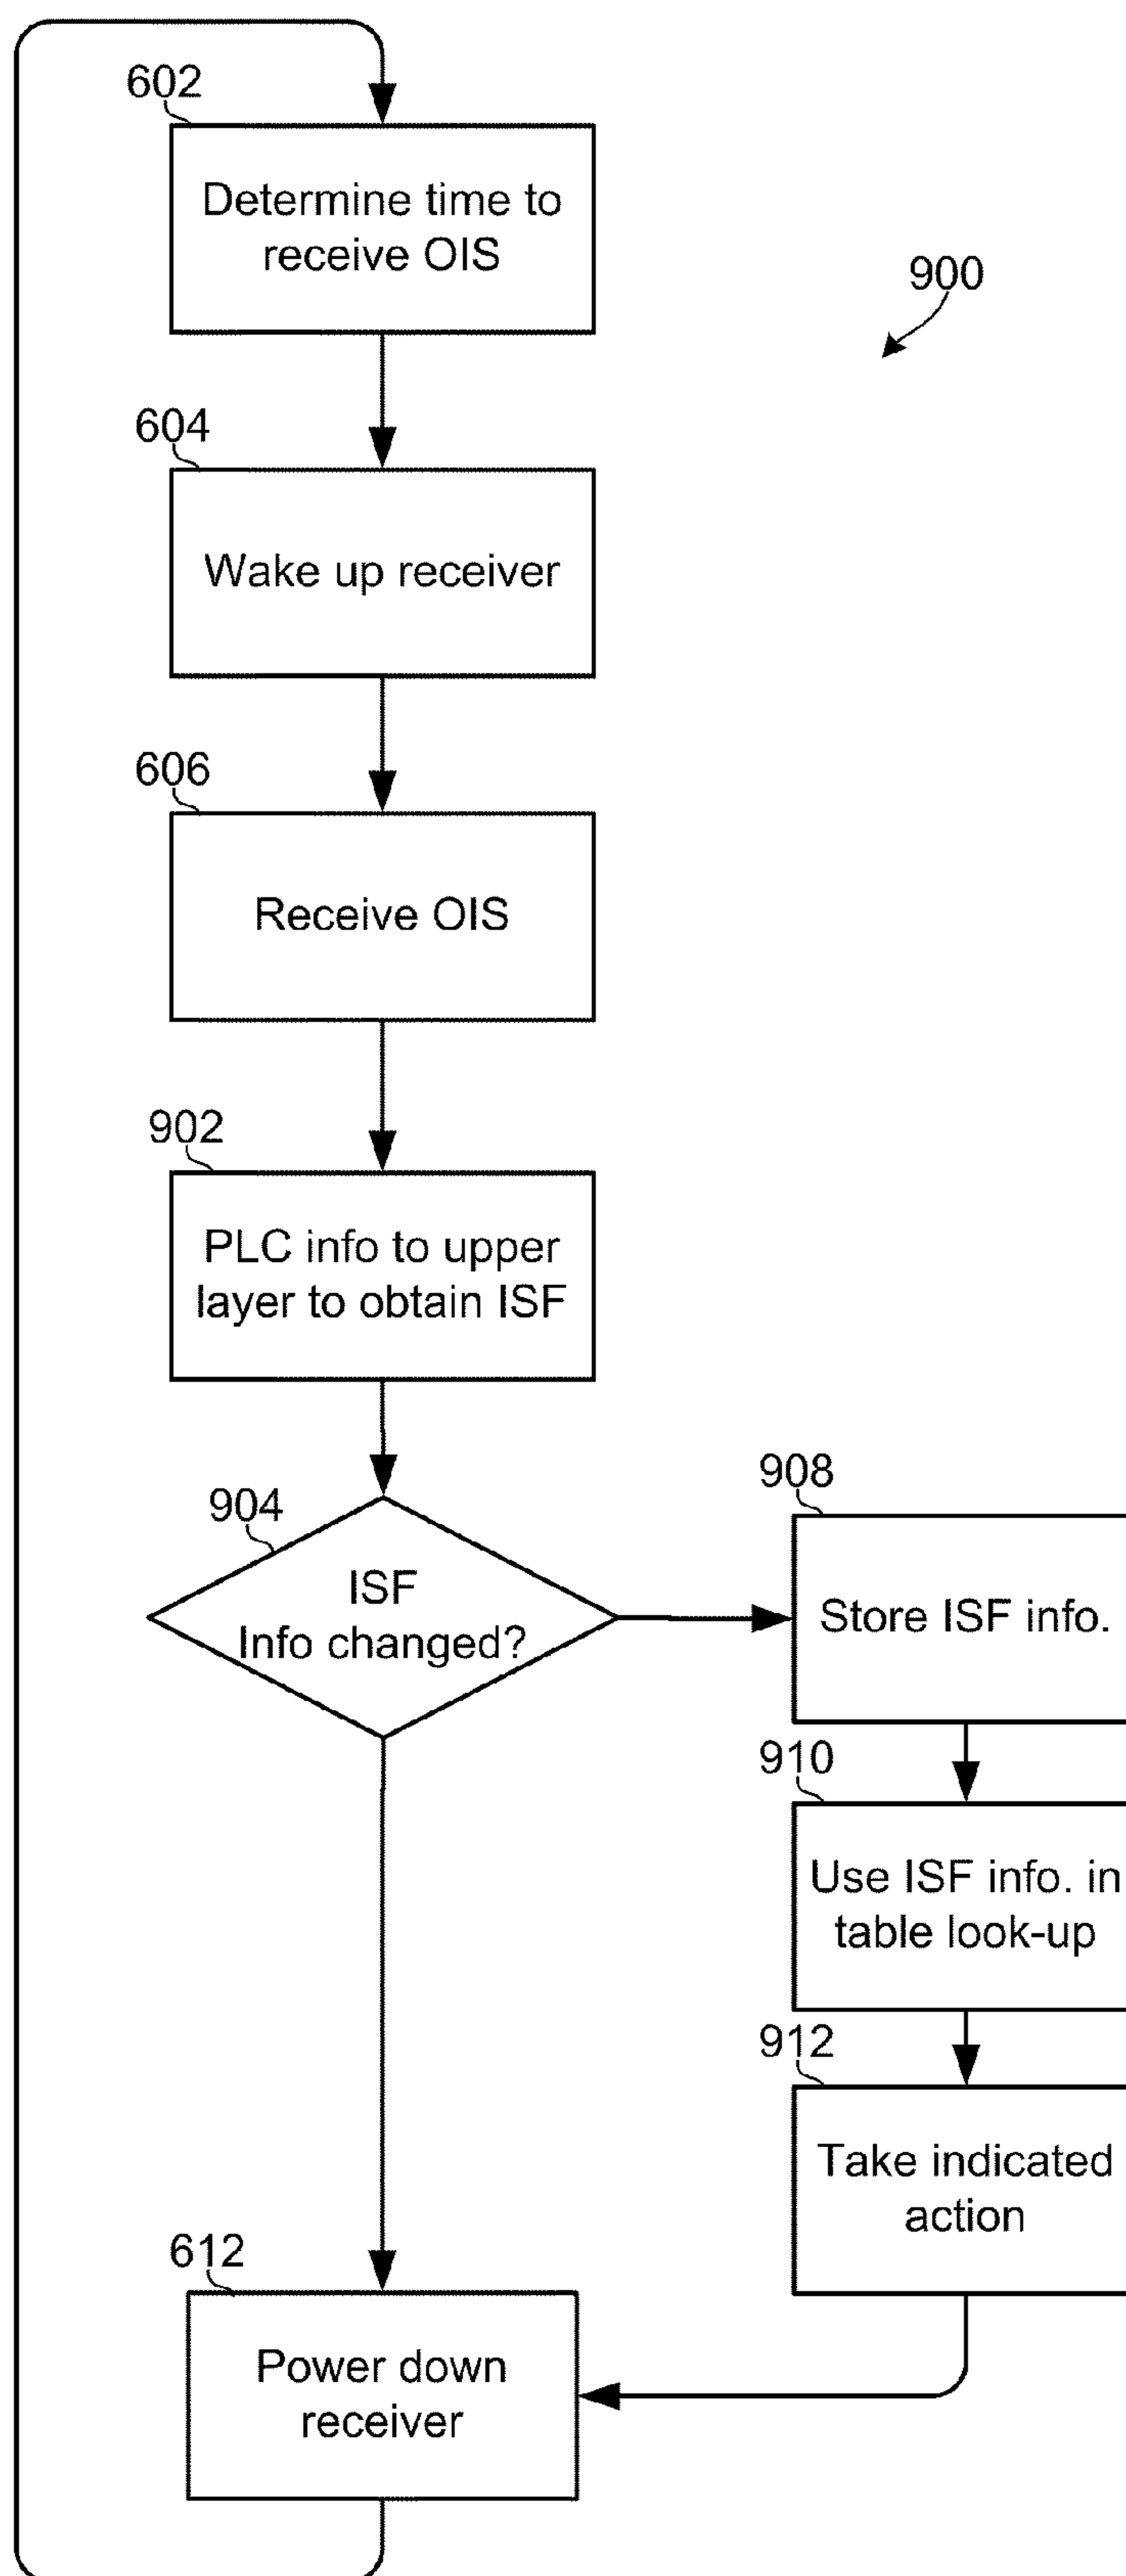 602
Determine time to
receive OIS
900
604
Wake up receiver
606
Receive OIS
902
PLC info to upper
layer to obtain ISF
904
ISF
Info changed?
908
Store ISF info.
910
Use ISF info. in
table look-up
912
Take indicated
action
612
Power down
receiver